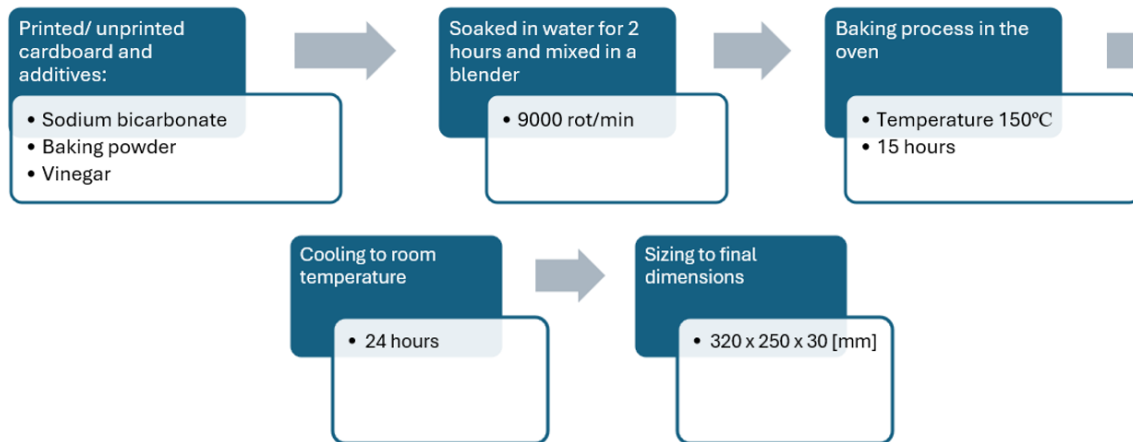 Printed/ unprinted
cardboard and
additives:
• Sodium bicarbonate
• Baking powder
• Vinegar
Soaked in water for 2
hours and mixed in a
blender
• 9000 rot/min
Baking process in the
oven
• Temperature 150°C
• 15 hours
Cooling to room
temperature
• 24 hours
Sizing to final
dimensions
• 320 x 250 x 30 [mm]